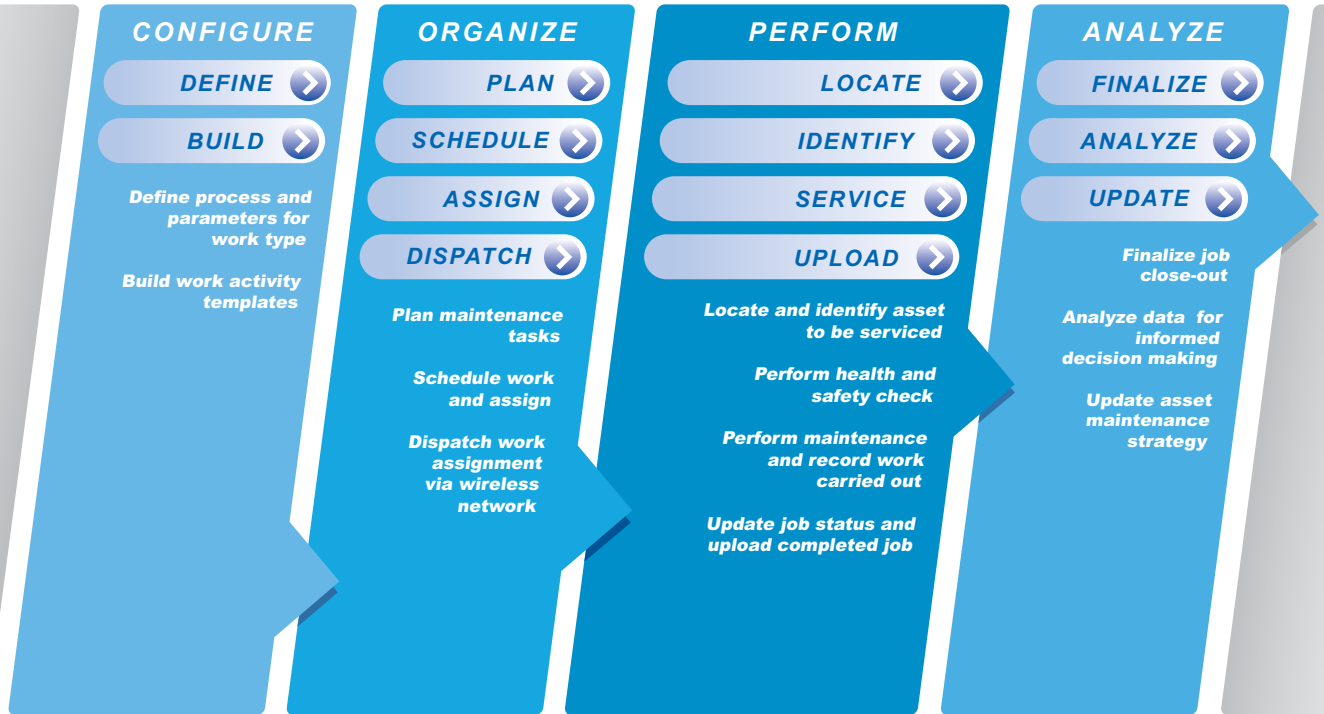 CONFIGURE
DEFINE
BUILD
Define process and
parameters for
work type
Build work activity
templates
ORGANIZE
PLAN
SCHEDULE
ASSIGN
DISPATCH
Plan maintenance
tasks
Schedule work
and assign
Dispatch work
assignment
via wireless
network
PERFORM
LOCATE
IDENTIFY
SERVICE
UPLOAD
Locate and identify asset
to be serviced
Perform health and
safety check
Perform maintenance
and record work
carried out
Update job status and
upload completed job
ANALYZE
FINALIZE
ANALYZE
UPDATE
Finalize job
close-out
Analyze data for
informed
decision making
Update asset
maintenance
strategy